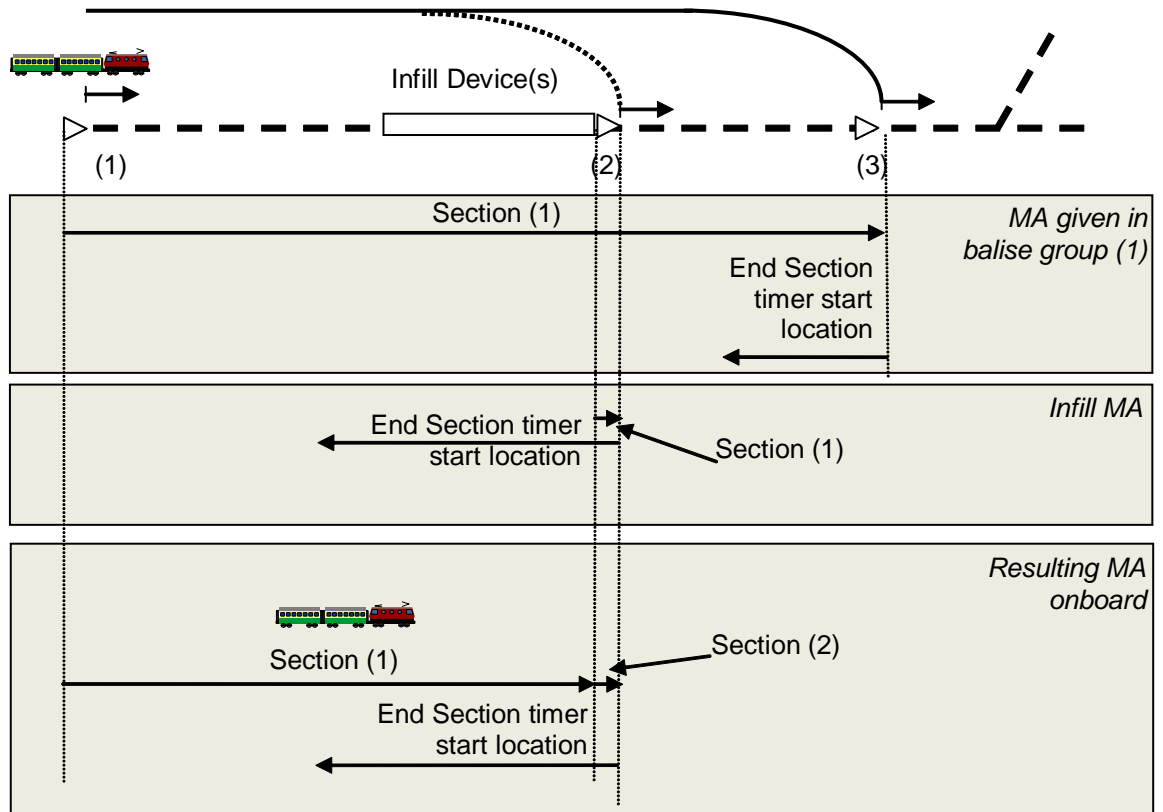 Infill Device(s)
(1)
(2)
(3)
Section (1)
MA given in
balise group (1)
End Section
timer start
location
Infill MA
End Section timer
start location
Section (1)
Resulting MA
onboard
Section (2)
Section (1)
End Section timer
start location